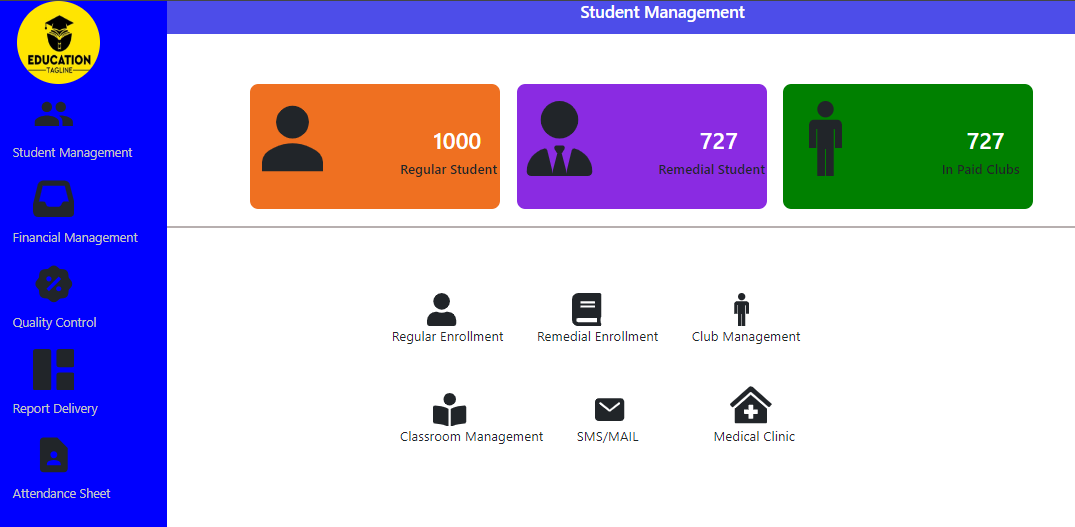 EDUCATION
TAGLINE
Student Management
Financial Management
Quality Control
Report Delivery
Attendance Sheet
Student Management
1000
Regular Student
727
Remedial Student
727
In Paid Clubs
Regular Enrollment
Remedial Enrollment
Club Management
Classroom Management
SMS/MAIL
Medical Clinic